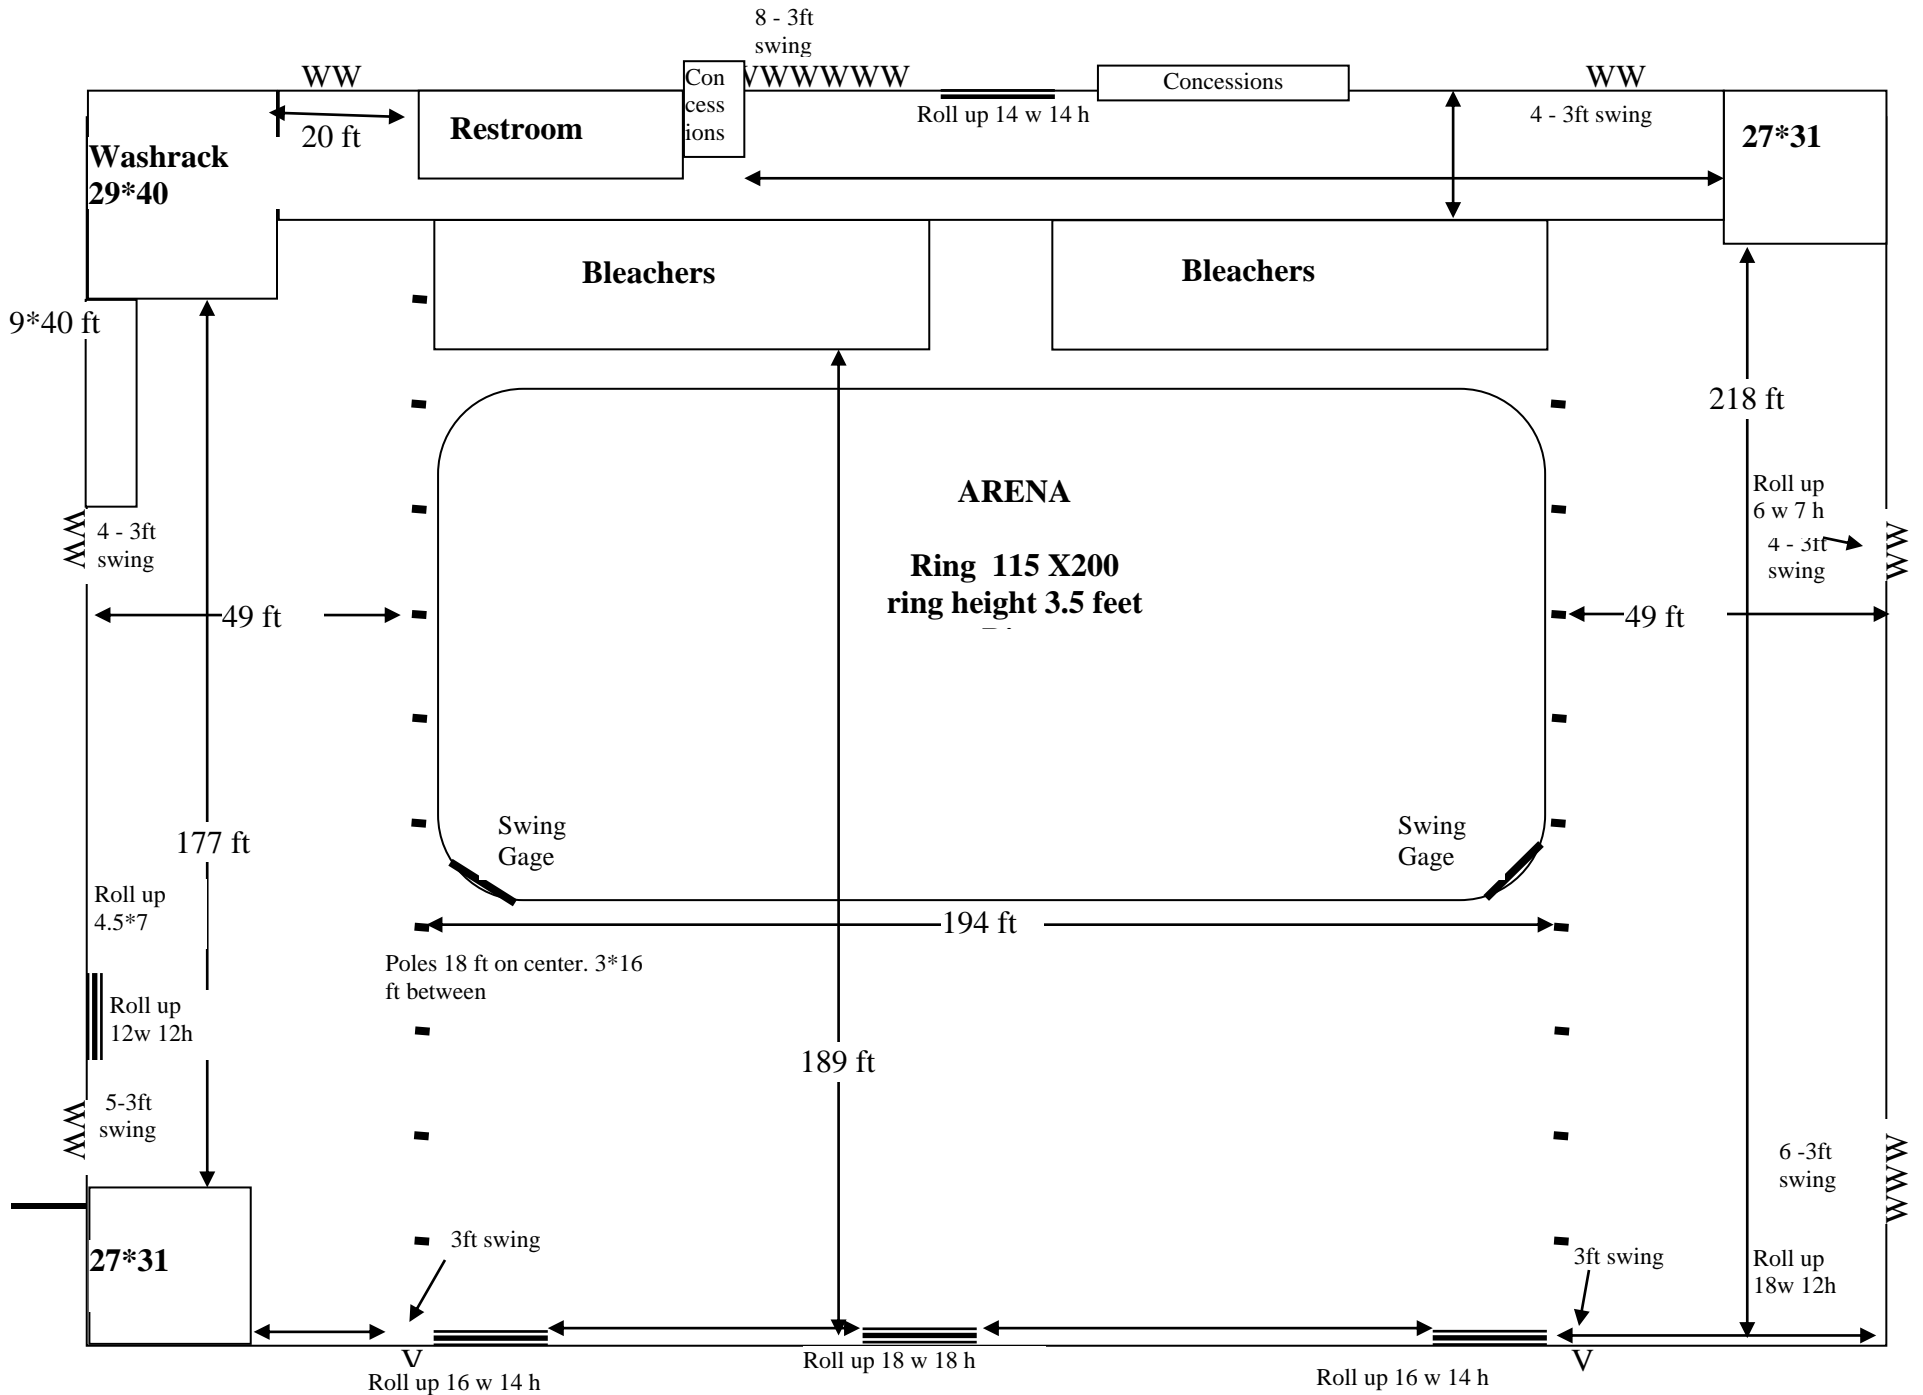 8 - 3ft
swing
WW
VWWWWWW
WW
Con
cess
ions
Concessions
Roll up 14 w 14 h
4 - 3ft swing
20 ft
Restroom
27*31
Washrack
29*40
Bleachers
Bleachers
9*40 ft
218 ft
ARENA
Roll up
6 w 7 h
4 - 3ft
swing
4 - 3ft
swing
Ring 115 X200
ring height 3.5 feet
49 ft
49 ft
Swing
Gage
Swing
Gage
177 ft
Roll up
4.5*7
194 ft
Poles 18 ft on center. 3*16
ft between
Roll up
12w 12h
189 ft
5-3ft
swing
6 -3ft
swing
27*31
3ft swing
3ft swing
Roll up
18w 12h
V
V
Roll up 16 w 14 h
Roll up 18 w 18 h
Roll up 16 w 14 h